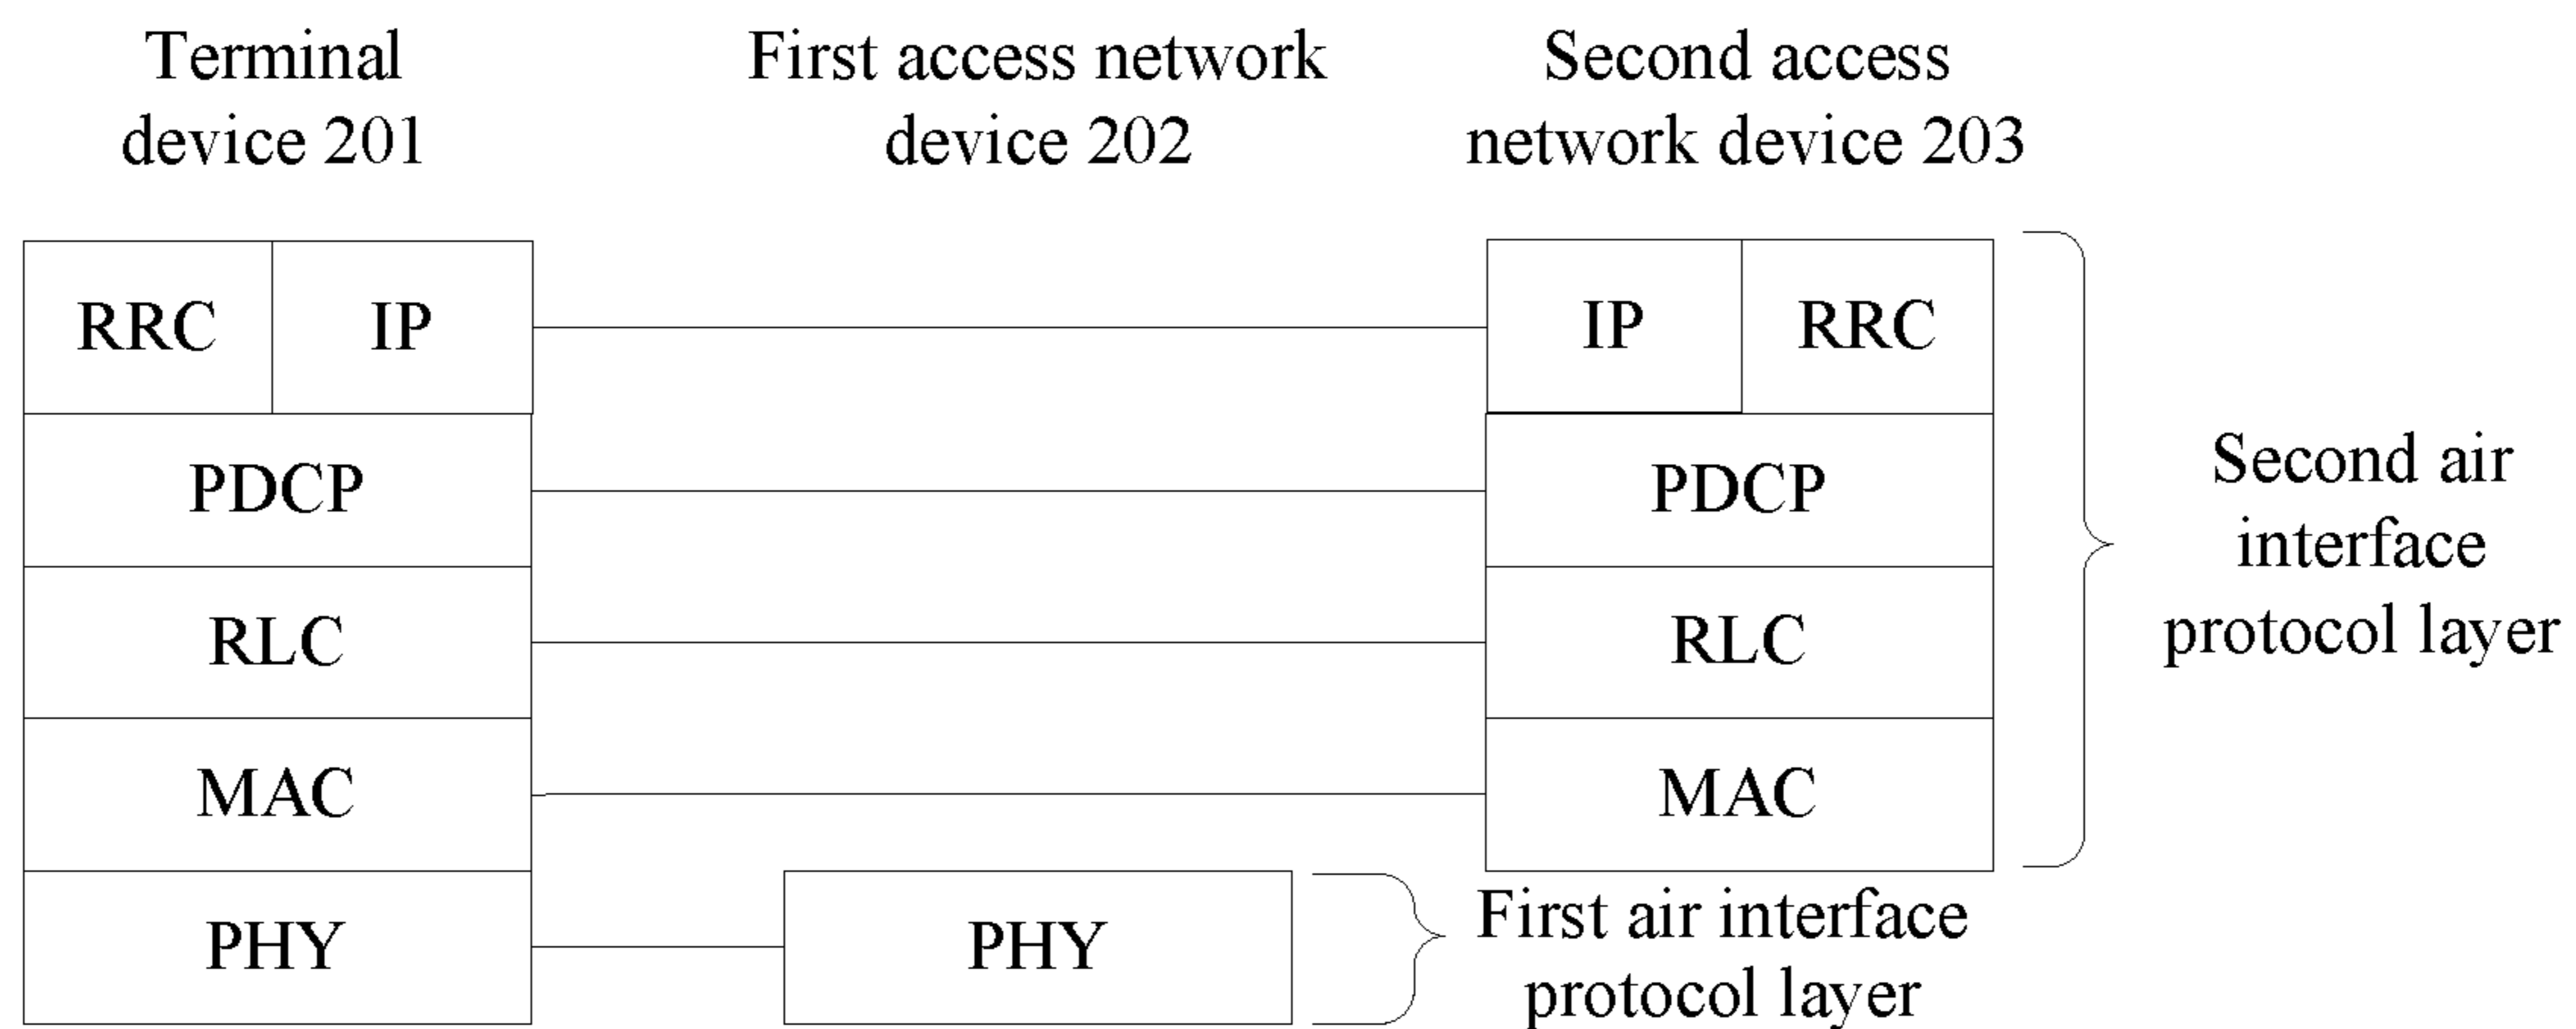 Terminal
device 201
First access network
device 202
Second access
network device 203
RRC IP
IP RRC
PDCP
PDCP
RLC
RLC
MAC
MAC
PHY
PHY
Second air
interface
protocol layer
First air interface
protocol layer